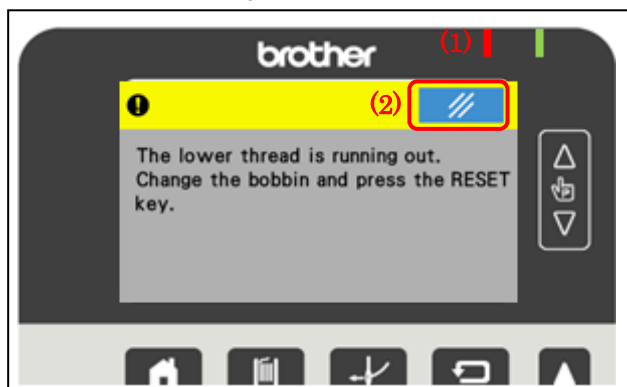 brother
(1)
(2)
The lower thread is running out.
Change the bobbin and press the RESET
key.